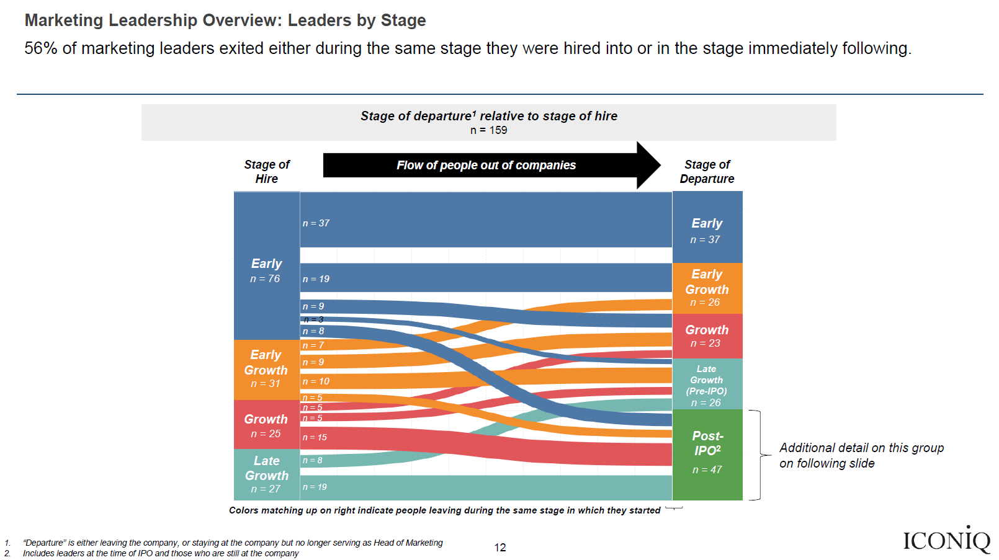 Marketing Leadership Overview: Leaders by Stage
56% of marketing leaders exited either during the same stage they were hired into or in the stage immediately following.
Stage of departure¹ relative to stage of hire
n = 159
Stage of
Hire
Flow of people out of companies
Stage of
Departure
Early
n = 76
Early
Growth
n = 31
Growth
n = 25
Late
Growth
n = 27
n = 37
n = 19
n = 9
n = 3
n = 8
n = 7
n = 9
n = 10
n = 5
n = 5
n = 5
n = 15
n = 8
n = 19
Early
n = 37
Early
Growth
n = 26
Growth
n = 23
Late
Growth
(Pre-IPO)
n = 26
Post-
IPO²
n = 47
Additional detail on this group
on following slide
Colors matching up on right indicate people leaving during the same stage in which they started
1. “Departure” is either leaving the company, or staying at the company but no longer serving as Head of Marketing
2. Includes leaders at the time of IPO and those who are still at the company
12
ICONIQ